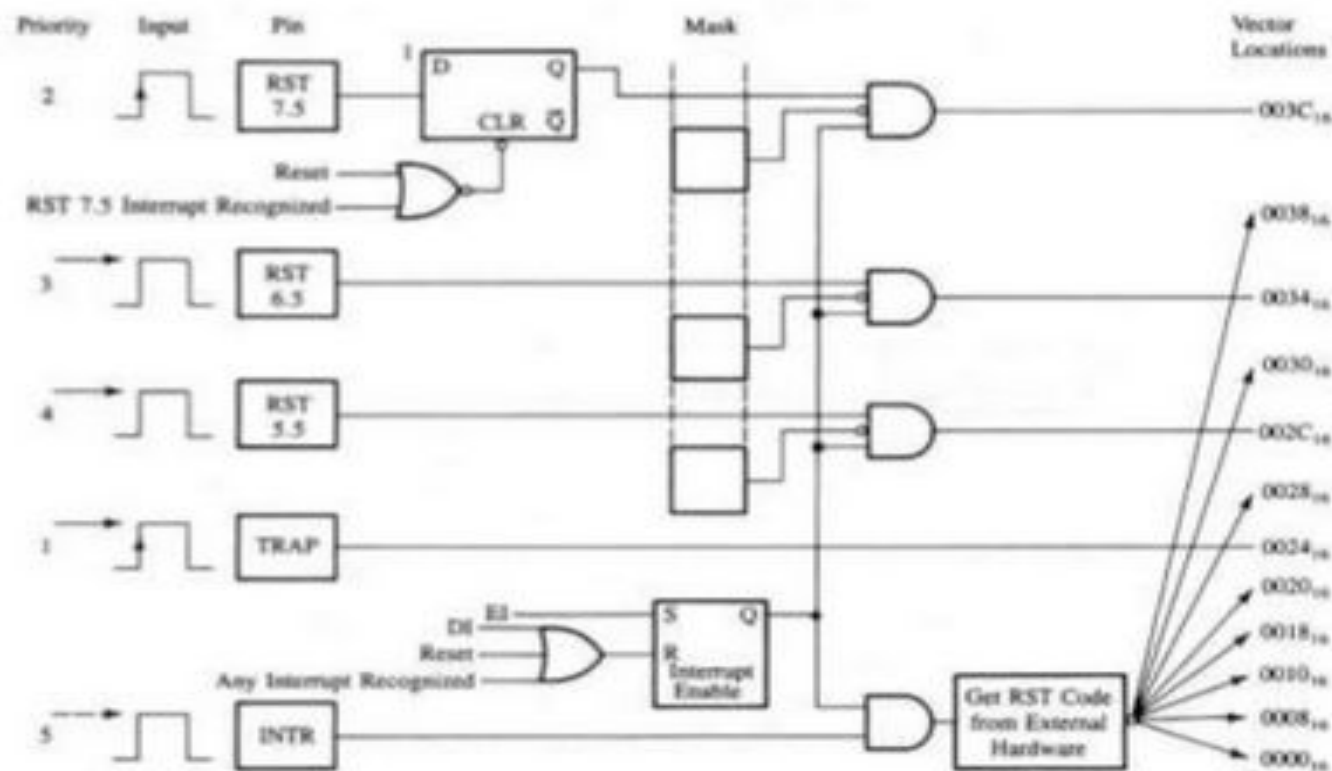 Priority Input Pin Mask Vector
Locations
2
RST
7.5
1
D Q
CLR Q̅
003C₁₆
Reset
RST 7.5 Interrupt Recognized
0038₁₆
3
RST
6.5
0034₁₆
0030₁₆
4
RST
5.5
002C₁₆
0028₁₆
1
TRAP
0024₁₆
0020₁₆
EI
DI
Reset
Any Interrupt Recognized
S Q
R
Interrupt
Enable
0018₁₆
0010₁₆
5
INTR
Get RST Code
from External
Hardware
0008₁₆
0000₁₆